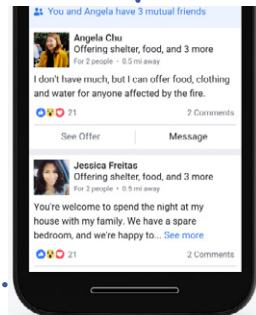 You and Angela have 3 mutual friends
Angela Chu
Offering shelter, food, and 3 more
For 2 people • 0.5 mi away
I don't have much, but I can offer food, clothing
and water for anyone affected by the fire.
21 2 Comments
See Offer Message
Jessica Freitas
Offering shelter, food, and 3 more
For 2 people • 0.5 mi away
You're welcome to spend the night at my
house with my family. We have a spare
bedroom, and we're happy to... See more
21 2 Comments